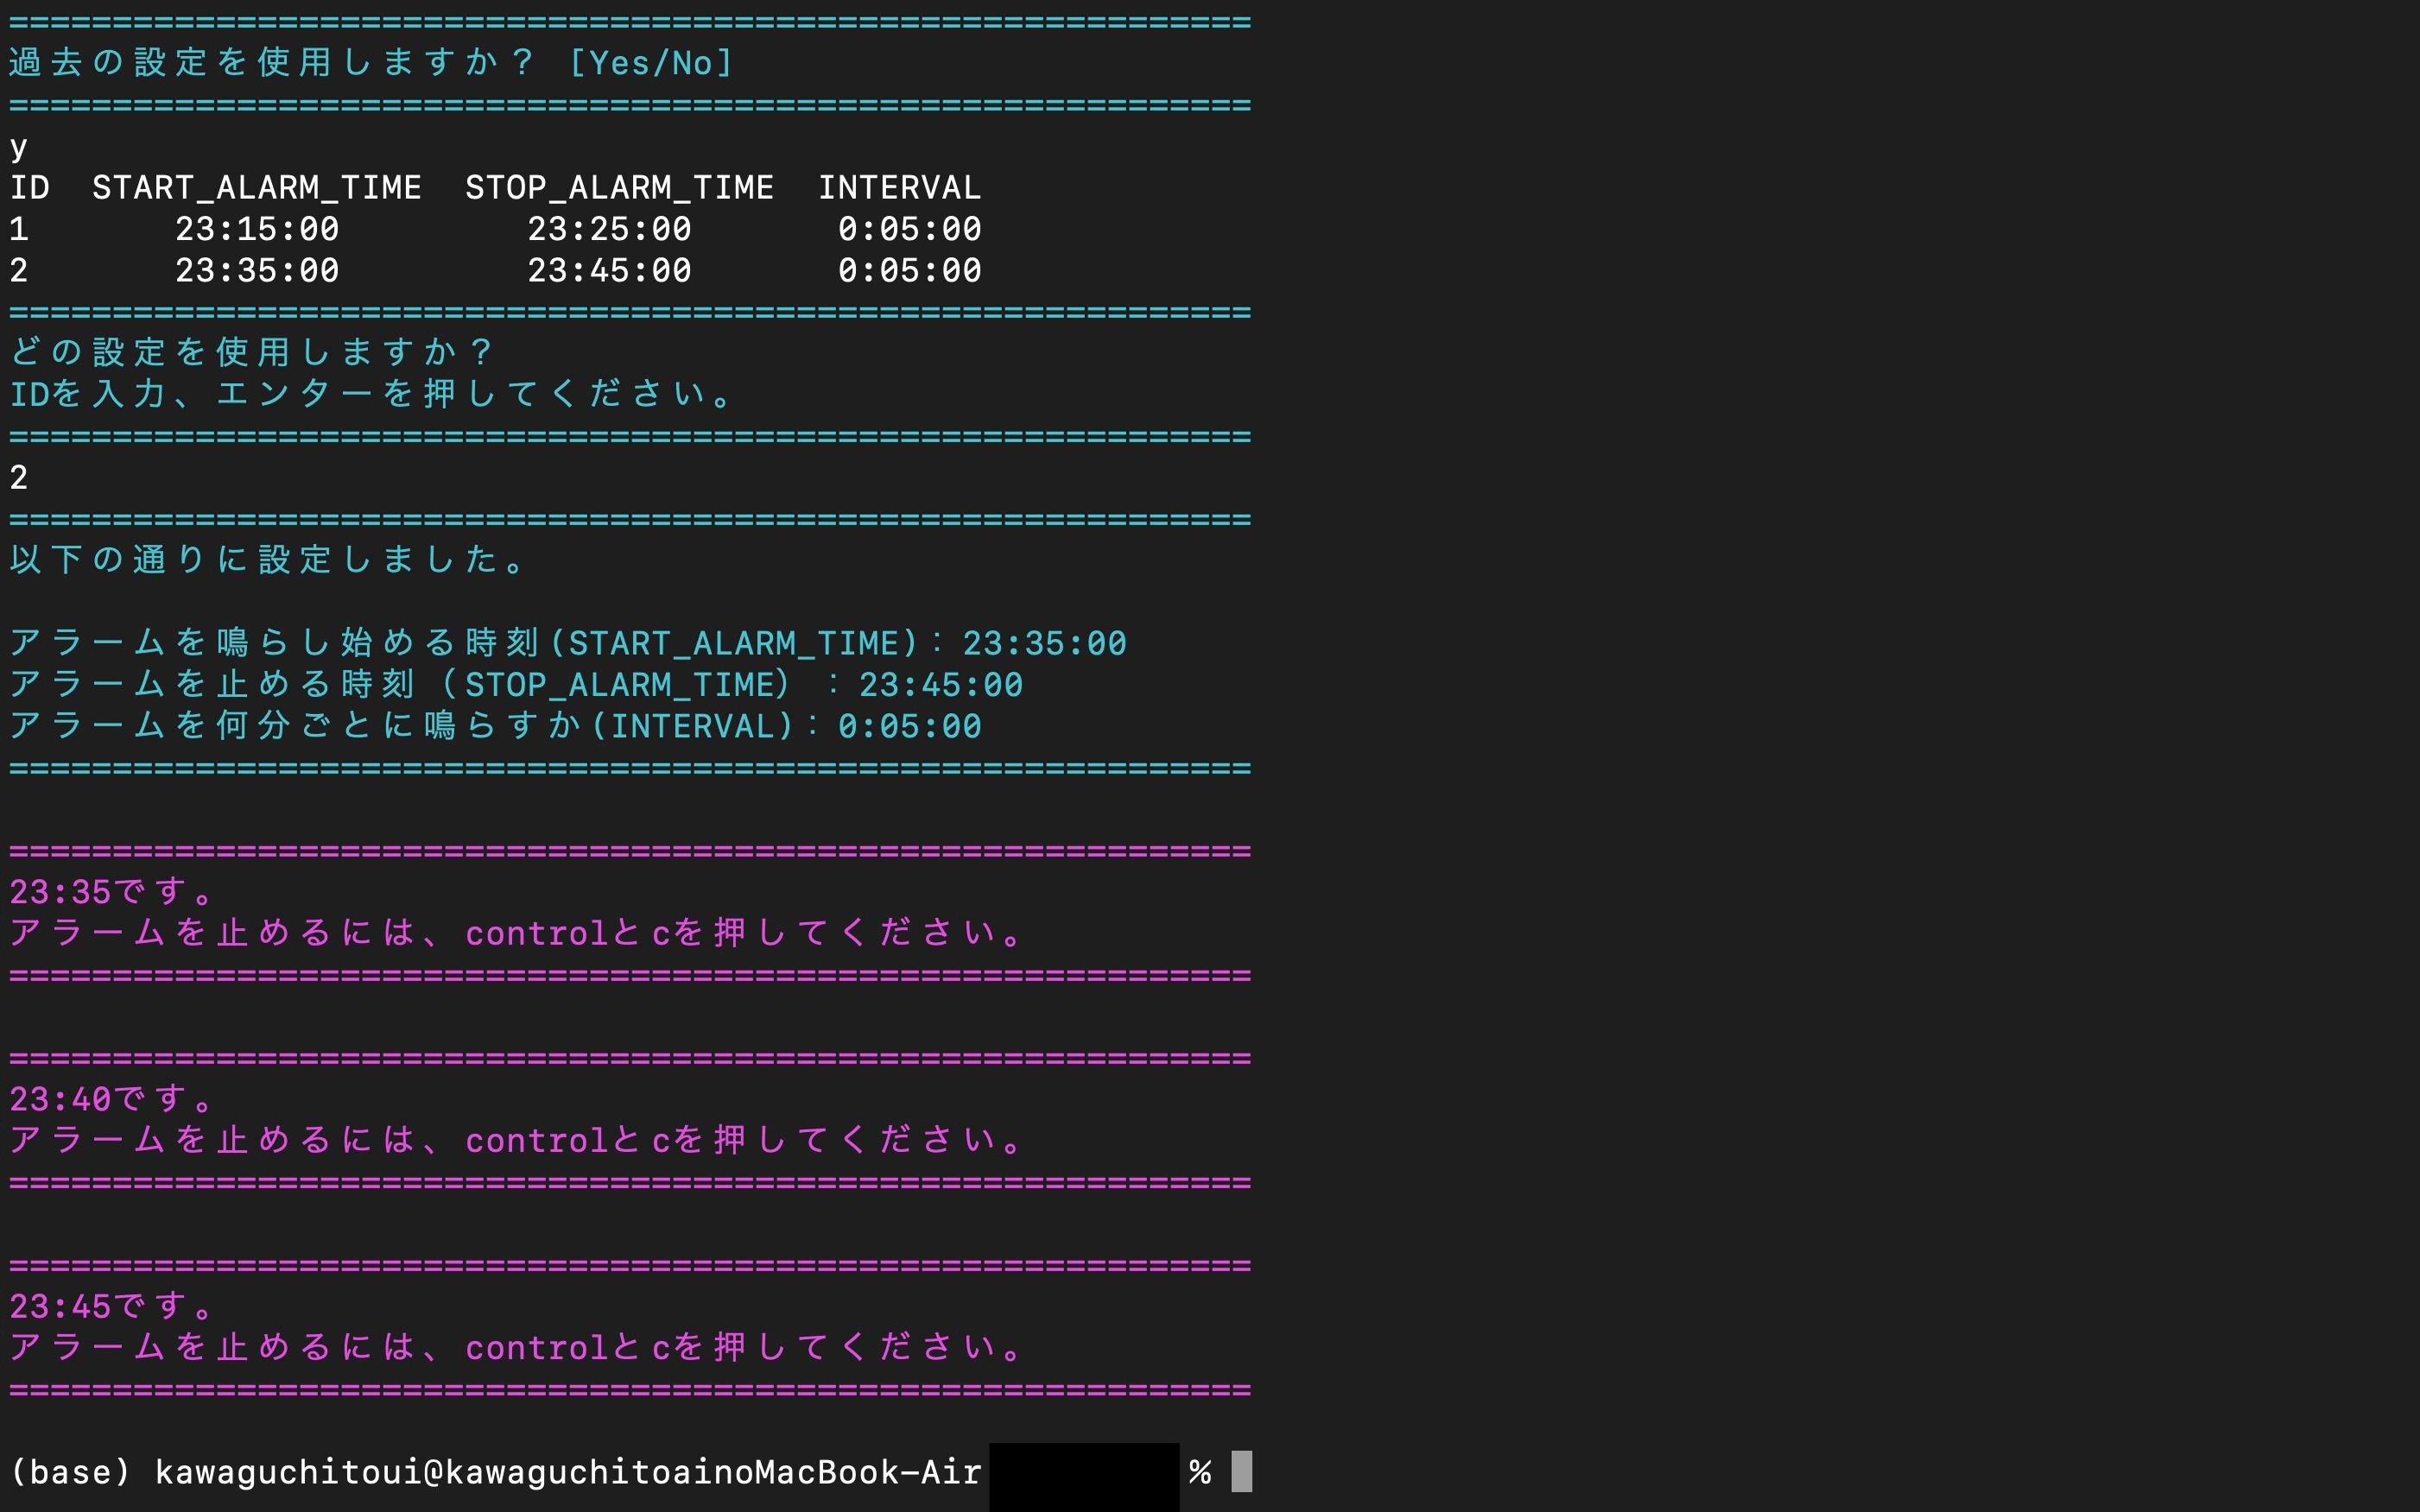 ============================================================
過去の設定を使用しますか？ [Yes/No]
============================================================
y
ID  START_ALARM_TIME  STOP_ALARM_TIME  INTERVAL
1       23:15:00         23:25:00       0:05:00
2       23:35:00         23:45:00       0:05:00
============================================================
どの設定を使用しますか？
IDを入力、エンターを押してください。
============================================================
2
============================================================
以下の通りに設定しました。
アラームを鳴らし始める時刻(START_ALARM_TIME)：23:35:00
アラームを止める時刻（STOP_ALARM_TIME） ：23:45:00
アラームを何分ごとに鳴らすか(INTERVAL)：0:05:00
============================================================
============================================================
23:35です。
アラームを止めるには、controlとcを押してください。
============================================================
============================================================
23:40です。
アラームを止めるには、controlとcを押してください。
============================================================
============================================================
23:45です。
アラームを止めるには、controlとcを押してください。
============================================================
(base) kawaguchitoui@kawaguchitoainoMacBook-Air %